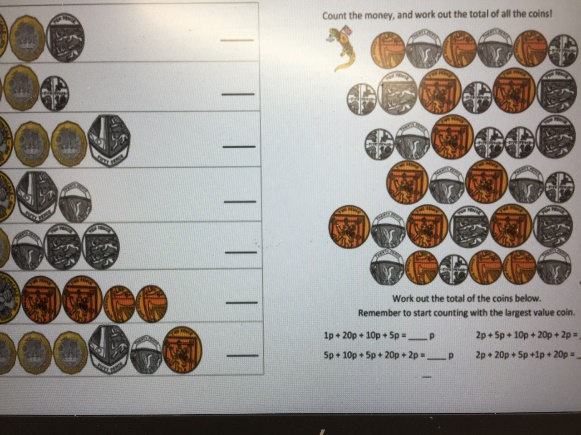 Count the money, and work out the total of all the coins!
Work out the total of the coins below.
Remember to start counting with the largest value coin.
1p + 20p + 10p + 5p = ____ p
2p + 5p + 10p + 20p + 2p =
5p + 10p + 5p + 20p + 2p = ____ p
2p + 20p + 5p +1p + 20p =